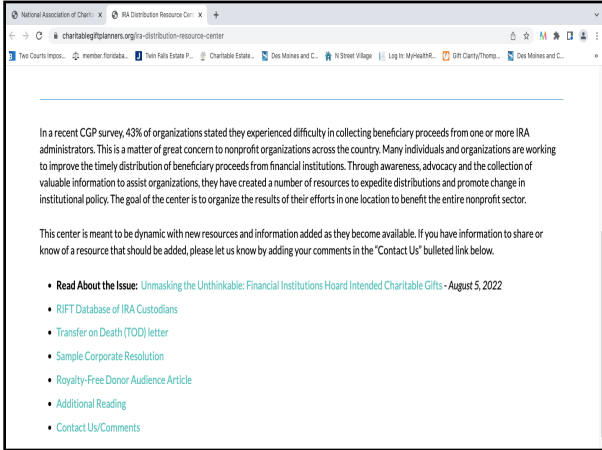 National Association of Charita
IRA Distribution Resource Cen
charitablegiftplanners.org/ira-distribution-resource-center
Two Courts Impos...
member.floridaba...
Twin Falls Estate P...
Charitable Estate...
Des Moines and C...
N Street Village
Log In: MyHealthR...
Gift Clarity/Thomp...
Des Moines and C...
In a recent CGP survey, 43% of organizations stated they experienced difficulty in collecting beneficiary proceeds from one or more IRA
administrators. This is a matter of great concern to nonprofit organizations across the country. Many individuals and organizations are working
to improve the timely distribution of beneficiary proceeds from financial institutions. Through awareness, advocacy and the collection of
valuable information to assist organizations, they have created a number of resources to expedite distributions and promote change in
institutional policy. The goal of the center is to organize the results of their efforts in one location to benefit the entire nonprofit sector.
This center is meant to be dynamic with new resources and information added as they become available. If you have information to share or
know of a resource that should be added, please let us know by adding your comments in the “Contact Us” bulleted link below.
• Read About the Issue: Unmasking the Unthinkable: Financial Institutions Hoard Intended Charitable Gifts - August 5, 2022
• RIFT Database of IRA Custodians
• Transfer on Death (TOD) letter
• Sample Corporate Resolution
• Royalty-Free Donor Audience Article
• Additional Reading
• Contact Us/Comments